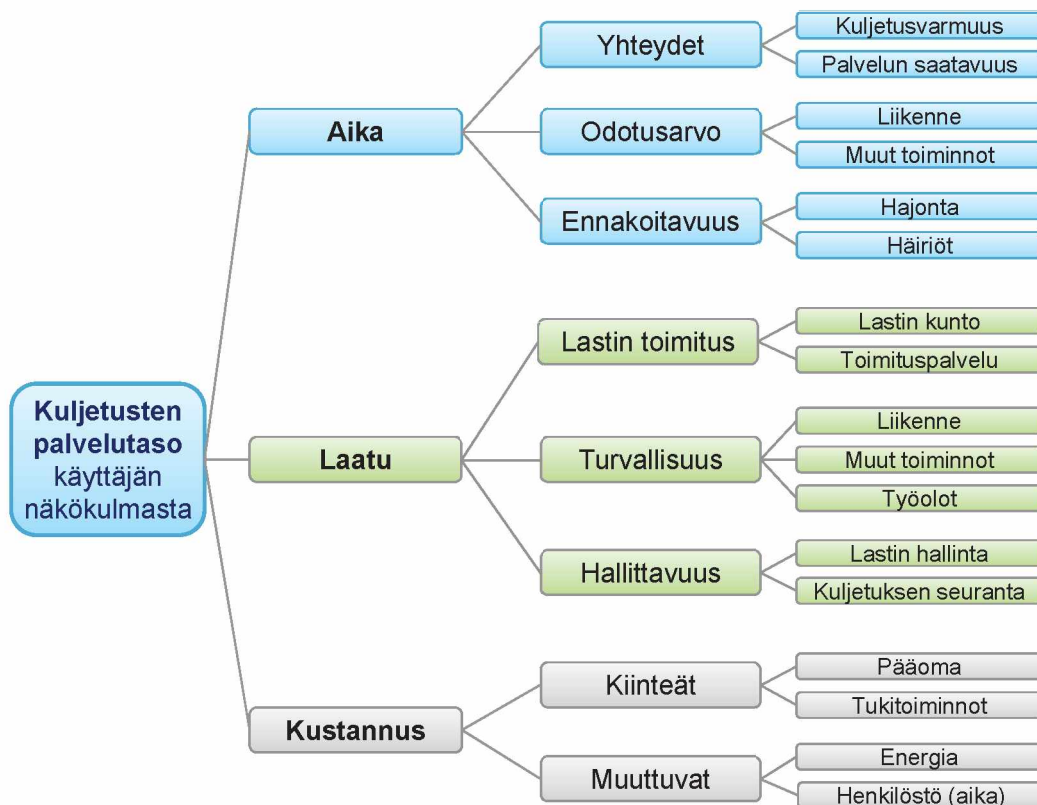 Kuljetusten
palvelutaso
käyttäjän
näkökulmasta
Aika
Yhteydet
Kuljetusvarmuus
Palvelun saatavuus
Odotusarvo
Liikenne
Muut toiminnot
Ennakoitavuus
Hajonta
Häiriöt
Laatu
Lastin toimitus
Lastin kunto
Toimituspalvelu
Turvallisuus
Liikenne
Muut toiminnot
Työolot
Hallittavuus
Lastin hallinta
Kuljetuksen seuranta
Kustannus
Kiinteät
Pääoma
Tukitoiminnot
Muuttuvat
Energia
Henkilöstö (aika)